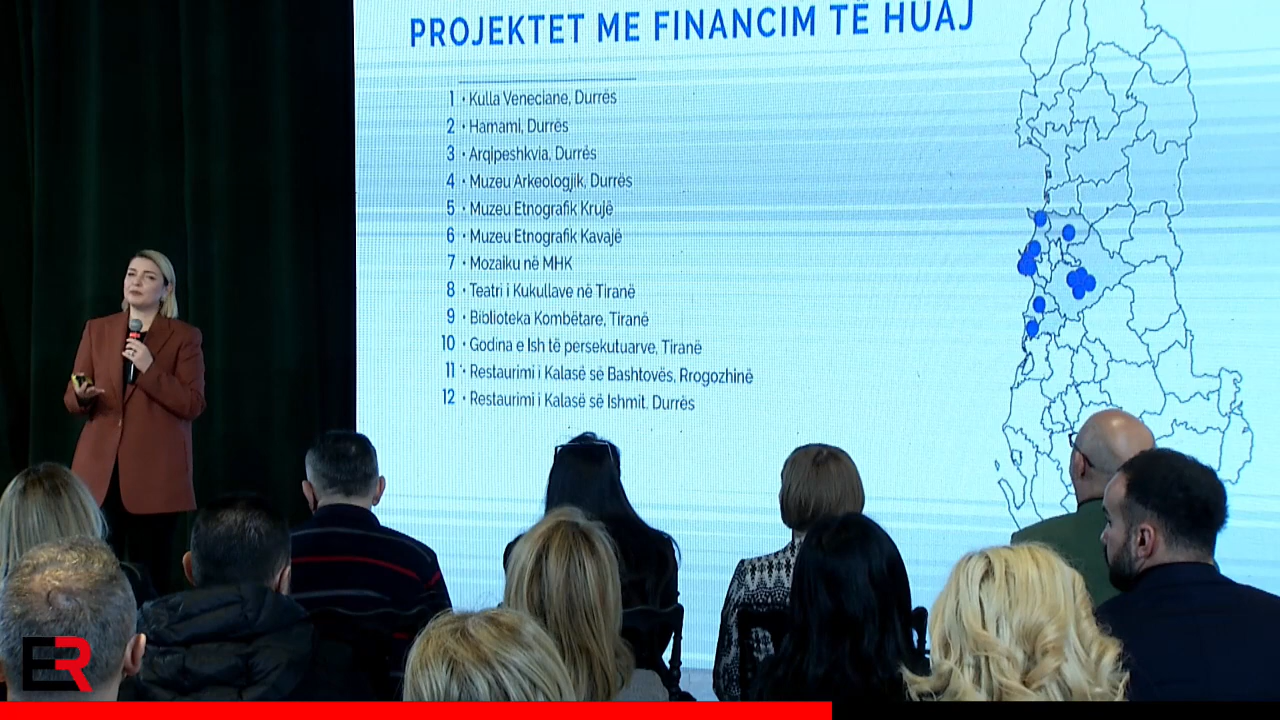 PROJEKTET ME FINANCIM TË HUAJ
1 • Kulla Veneciane, Durrës
2 • Hamami, Durrës
3 • Arqipeshkvia, Durrës
4 • Muzeu Arkeologjik, Durrës
5 • Muzeu Etnografik Krujë
6 • Muzeu Etnografik Kavajë
7 • Mozaiku në MHK
8 • Teatri i Kukullave në Tiranë
9 • Biblioteka Kombëtare, Tiranë
10 • Godina e Ish të persekutuarve, Tiranë
11 • Restaurimi i Kalasë së Bashtovës, Rrogozhinë
12 • Restaurimi i Kalasë së Ishmit. Durrës
ER